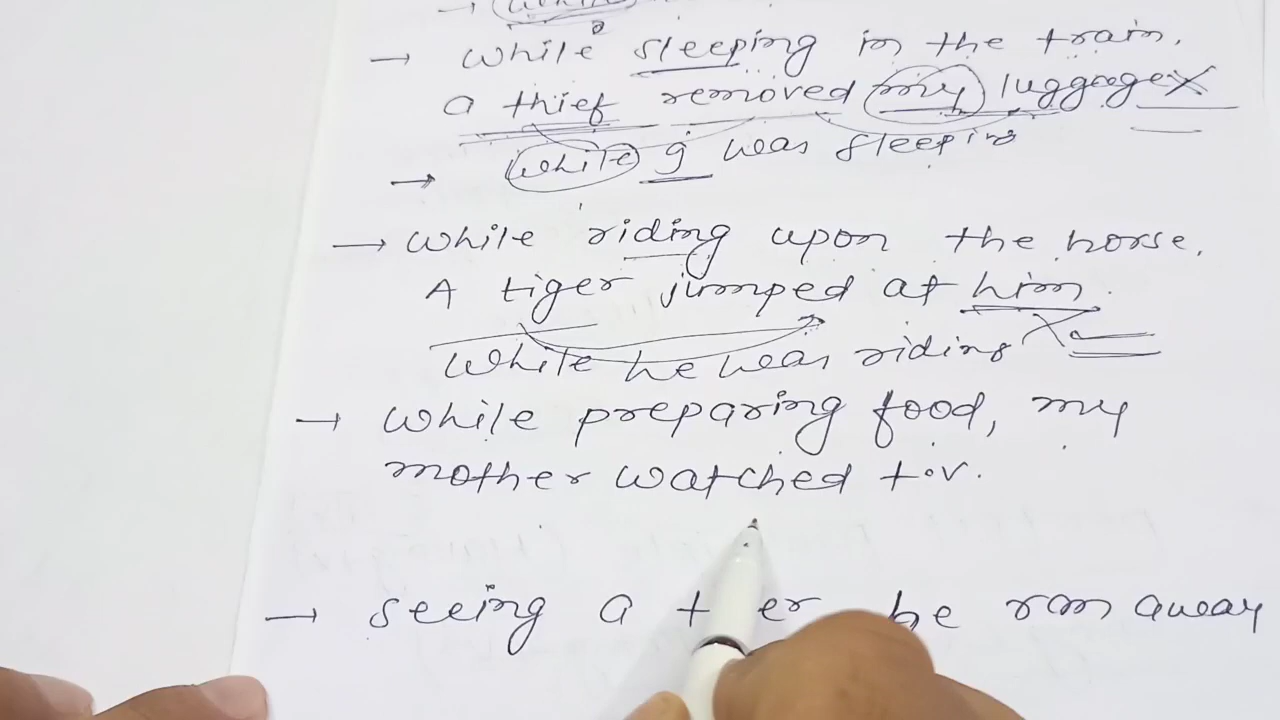 → while sleeping in the train,
a thief removed my luggage X
→ while I was sleeping
→ while riding upon the horse.
A tiger jumped at him.
while he was riding X
→ while preparing food, my
mother watched t.v.
→ seeing a he ran away